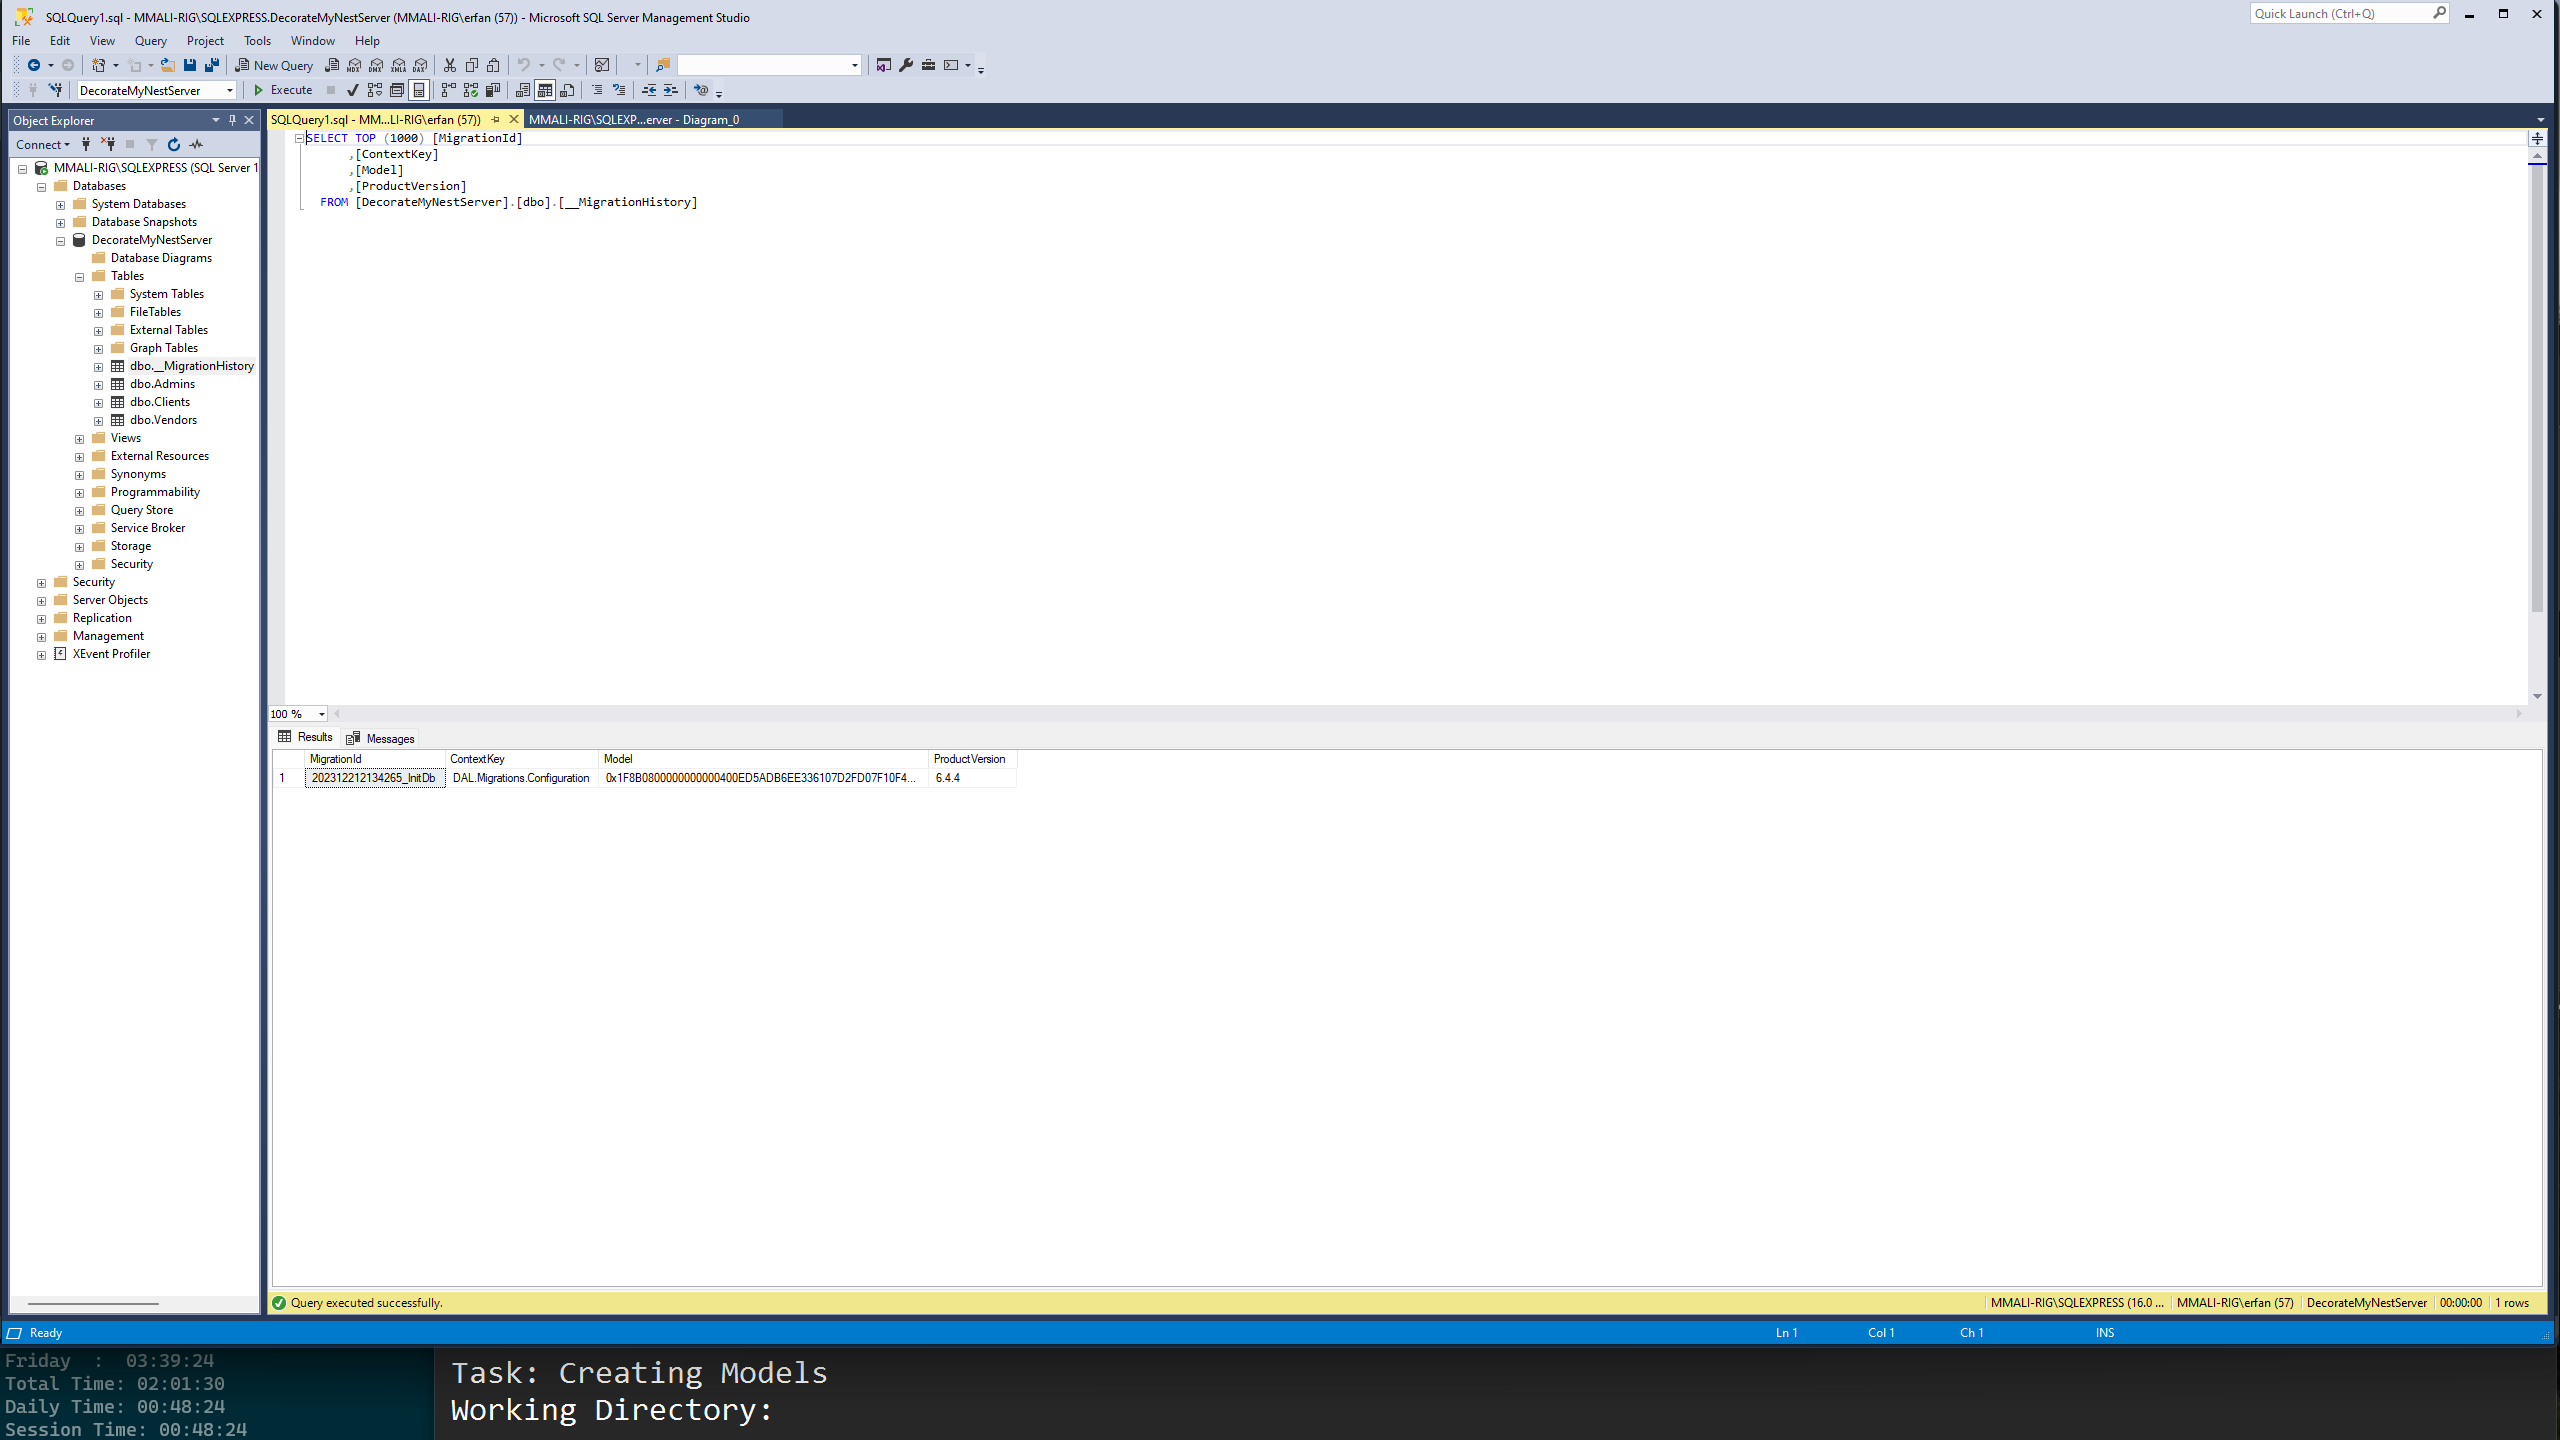 SQLQuery1.sql - MMALI-RIG\SQLEXPRESS.DecorateMyNestServer (MMALI-RIG\erfan (57)) - Microsoft SQL Server Management Studio
Quick Launch (Ctrl+Q)
File Edit View Query Project Tools Window Help
New Query MDX DMX XMLA DAX
DecorateMyNestServer Execute
Object Explorer
Connect
MMALI-RIG\SQLEXPRESS (SQL Server 1
Databases
System Databases
Database Snapshots
DecorateMyNestServer
Database Diagrams
Tables
System Tables
FileTables
External Tables
Graph Tables
dbo.__MigrationHistory
dbo.Admins
dbo.Clients
dbo.Vendors
Views
External Resources
Synonyms
Programmability
Query Store
Service Broker
Storage
Security
Security
Server Objects
Replication
Management
XEvent Profiler
SQLQuery1.sql - MM...LI-RIG\erfan (57))
MMALI-RIG\SQLEXP...erver - Diagram_0
SELECT TOP (1000) [MigrationId]
,[ContextKey]
,[Model]
,[ProductVersion]
FROM [DecorateMyNestServer].[dbo].[__MigrationHistory]
100 %
Results Messages
MigrationId ContextKey Model ProductVersion
1 202312212134265_InitDb DAL.Migrations.Configuration 0x1F8B0800000000000400ED5ADB6EE336107D2FD07F10F4... 6.4.4
Query executed successfully.
MMALI-RIG\SQLEXPRESS (16.0 ... MMALI-RIG\erfan (57) DecorateMyNestServer 00:00:00 1 rows
Ready Ln 1 Col 1 Ch 1 INS
Friday : 03:39:24
Total Time: 02:01:30
Daily Time: 00:48:24
Session Time: 00:48:24
Task: Creating Models
Working Directory: